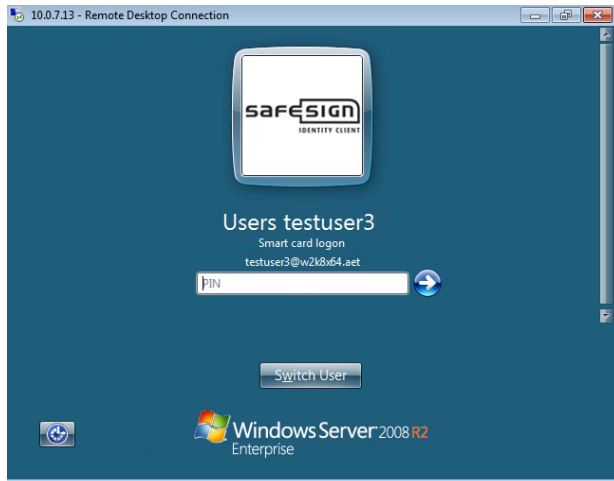 10.0.7.13 - Remote Desktop Connection
safesign
IDENTITY CLIENT
Users testuser3
Smart card logon
testuser3@w2k8x64.aet
PIN
Switch User
Windows Server 2008 R2
Enterprise